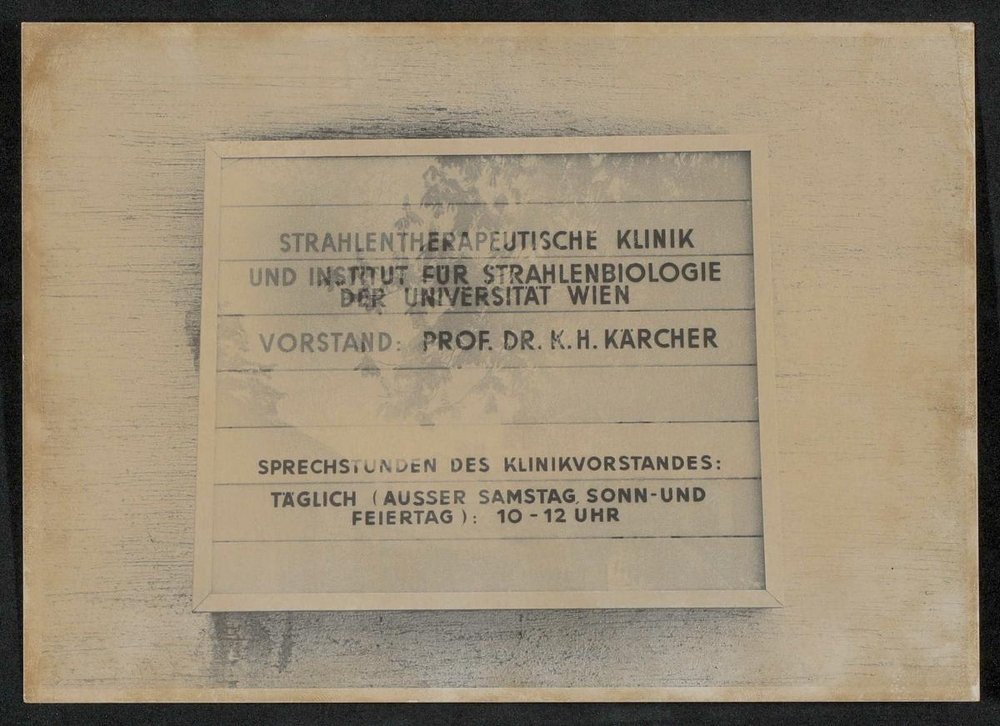 STRAHLENTHERAPEUTISCHE KLINIK
UND INSTITUT FÜR STRAHLENBIOLOGIE
DER UNIVERSITÄT WIEN
VORSTAND: PROF. DR. K. H. KÄRCHER
SPRECHSTUNDEN DES KLINIKVORSTANDES:
TÄGLICH (AUSSER SAMSTAG, SONN-UND
FEIERTAG): 10-12 UHR